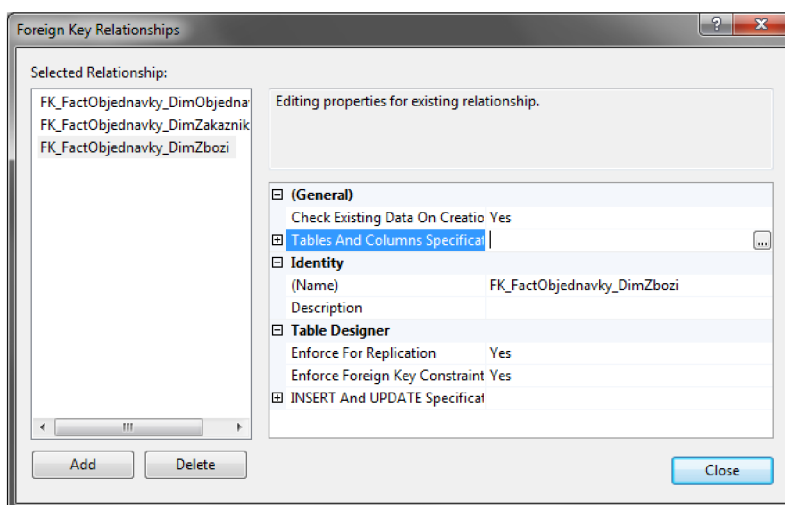 Foreign Key Relationships
Selected Relationship:
FK_FactObjednavky_DimObjedna
FK_FactObjednavky_DimZakaznik
FK_FactObjednavky_DimZbozi
Editing properties for existing relationship.
(General)
Check Existing Data On Creatio Yes
Tables And Columns Specificat
...
Identity
(Name) FK_FactObjednavky_DimZbozi
Description
Table Designer
Enforce For Replication Yes
Enforce Foreign Key Constraint Yes
INSERT And UPDATE Specificat
Add Delete
Close